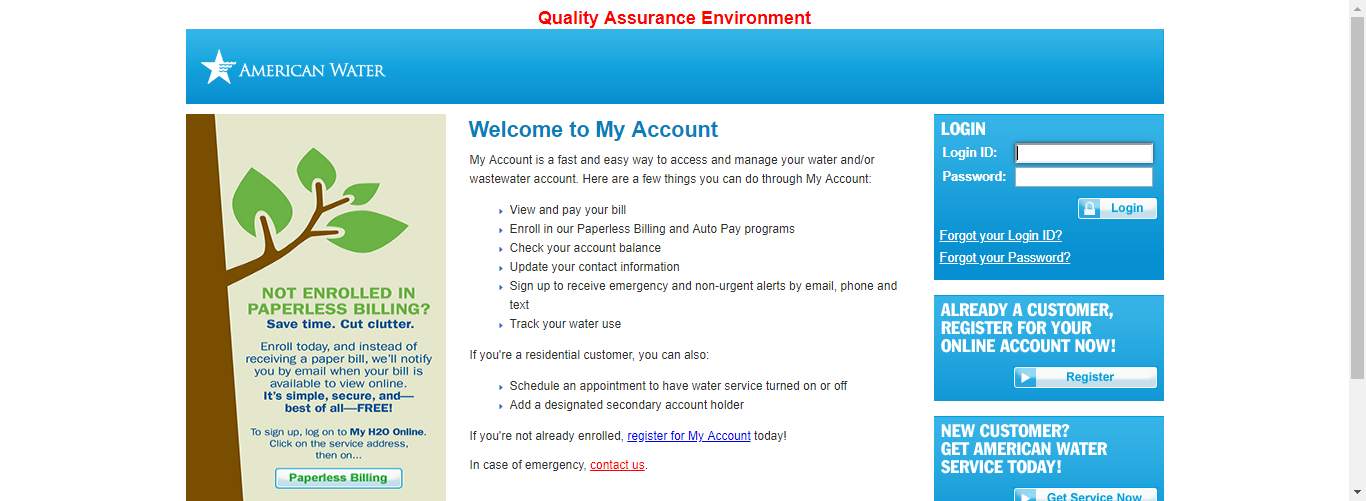 Quality Assurance Environment
AMERICAN WATER
NOT ENROLLED IN
PAPERLESS BILLING?
Save time. Cut clutter.
Enroll today, and instead of
receiving a paper bill, we'll notify
you by email when your bill is
available to view online.
It's simple, secure, and—
best of all—FREE!
To sign up, log on to My H2O Online.
Click on the service address,
then on...
Paperless Billing
Welcome to My Account
My Account is a fast and easy way to access and manage your water and/or
wastewater account. Here are a few things you can do through My Account:
View and pay your bill
Enroll in our Paperless Billing and Auto Pay programs
Check your account balance
Update your contact information
Sign up to receive emergency and non-urgent alerts by email, phone and
text
Track your water use
If you're a residential customer, you can also:
Schedule an appointment to have water service turned on or off
Add a designated secondary account holder
If you're not already enrolled, register for My Account today!
In case of emergency, contact us.
LOGIN
Login ID:
Password:
Login
Forgot your Login ID?
Forgot your Password?
ALREADY A CUSTOMER,
REGISTER FOR YOUR
ONLINE ACCOUNT NOW!
Register
NEW CUSTOMER?
GET AMERICAN WATER
SERVICE TODAY!
Get Service Now